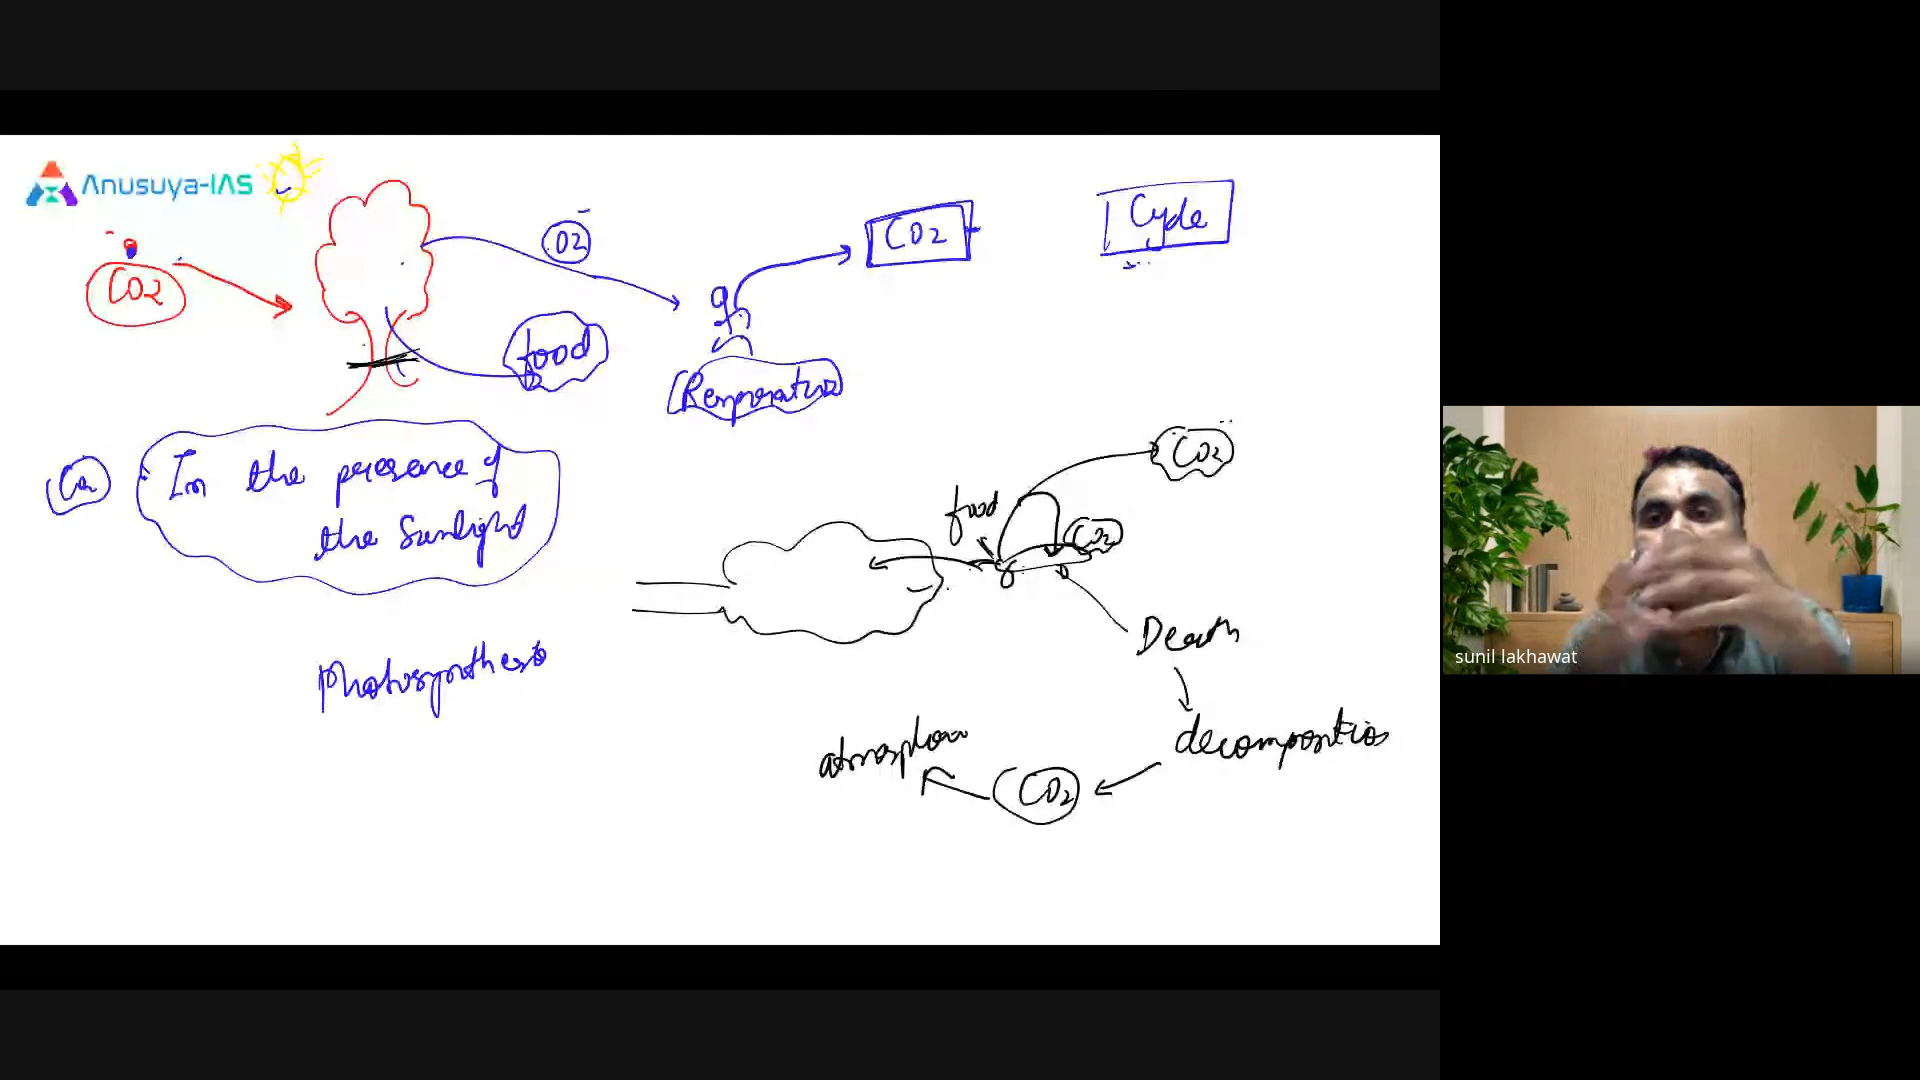 Anusuya-IAS
CO2
O2
food
CO2
Cycle
Respiration
In the presence of
the Sunlight
Photosynthesis
CO2
food
CO2
Death
decomposition
CO2
atmosphere
sunil lakhawat